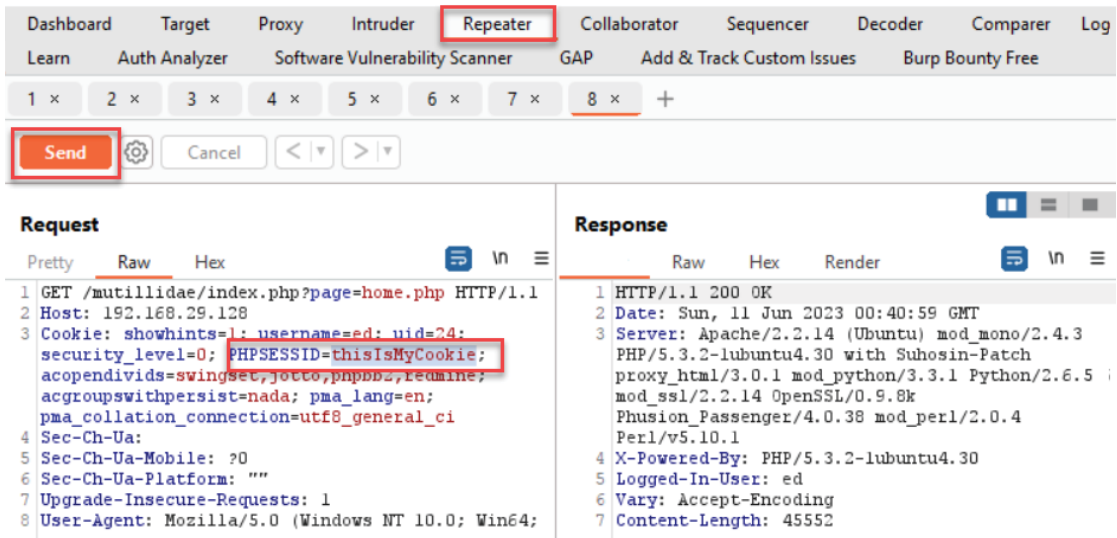 Dashboard Target Proxy Intruder Repeater Collaborator Sequencer Decoder Comparer Log
Learn Auth Analyzer Software Vulnerability Scanner GAP Add & Track Custom Issues Burp Bounty Free
1 × 2 × 3 × 4 × 5 × 6 × 7 × 8 × +
Send Cancel < >
Request
Pretty Raw Hex \n
1 GET /mutillidae/index.php?page=home.php HTTP/1.1
2 Host: 192.168.29.128
3 Cookie: showhints=1; username=ed; uid=24;
security_level=0; PHPSESSID=thisIsMyCookie;
acopendivids=swingset,jotto,phpbb2,redmine;
acgroupswithpersist=nada; pma_lang=en;
pma_collation_connection=utf8_general_ci
4 Sec-Ch-Ua:
5 Sec-Ch-Ua-Mobile: ?0
6 Sec-Ch-Ua-Platform: ""
7 Upgrade-Insecure-Requests: 1
8 User-Agent: Mozilla/5.0 (Windows NT 10.0; Win64;
Response
Raw Hex Render \n
1 HTTP/1.1 200 OK
2 Date: Sun, 11 Jun 2023 00:40:59 GMT
3 Server: Apache/2.2.14 (Ubuntu) mod_mono/2.4.3
PHP/5.3.2-1ubuntu4.30 with Suhosin-Patch
proxy_html/3.0.1 mod_python/3.3.1 Python/2.6.5
mod_ssl/2.2.14 OpenSSL/0.9.8k
Phusion_Passenger/4.0.38 mod_perl/2.0.4
Perl/v5.10.1
4 X-Powered-By: PHP/5.3.2-1ubuntu4.30
5 Logged-In-User: ed
6 Vary: Accept-Encoding
7 Content-Length: 45552